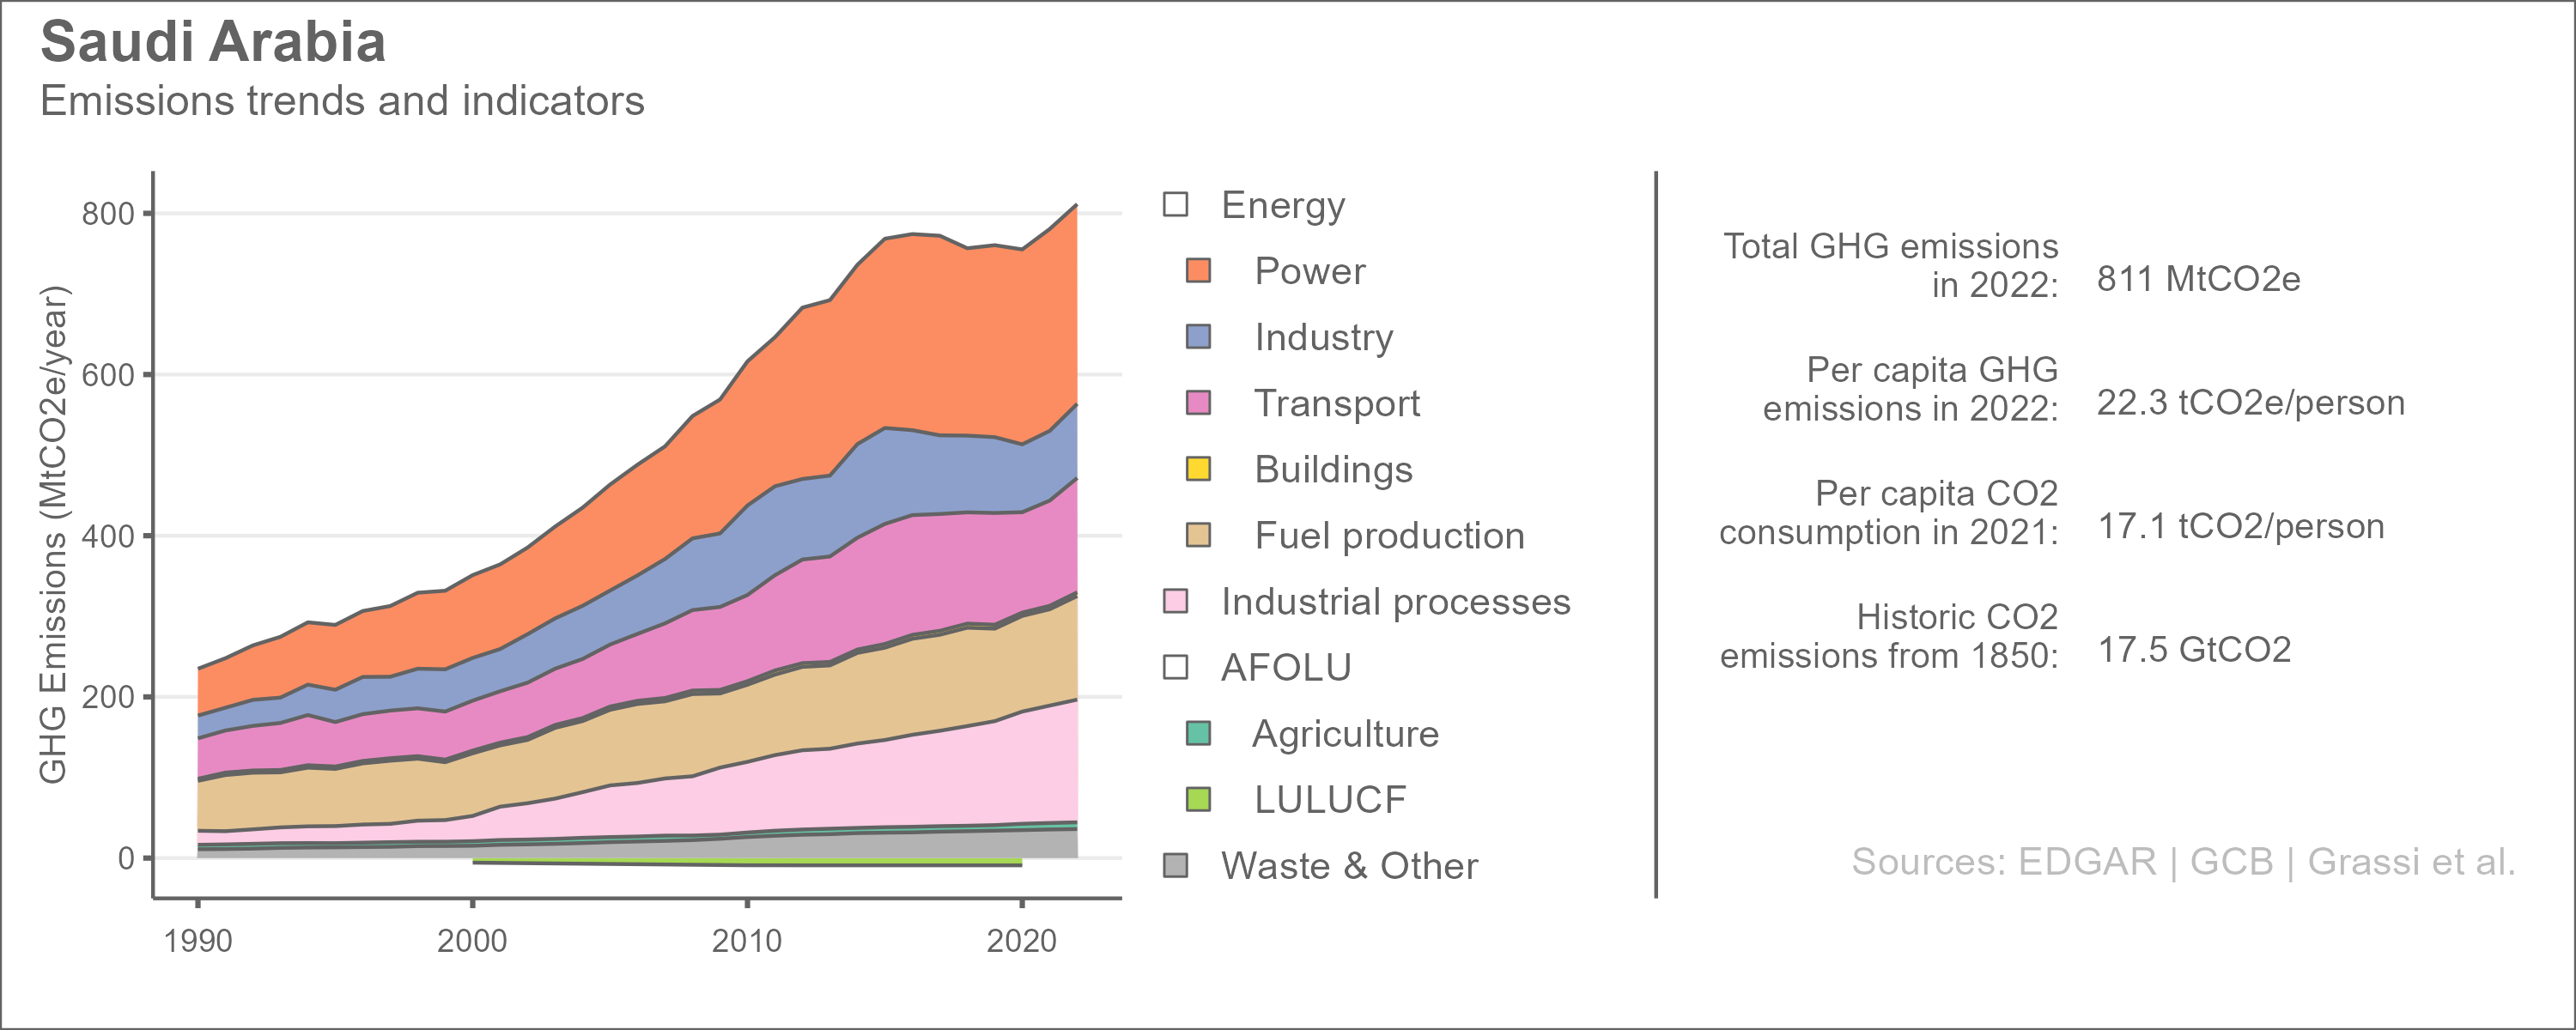 Saudi Arabia
Emissions trends and indicators
GHG Emissions (MtCO2e/year)
800
600
400
200
0
1990
2000
2010
2020
Energy
Power
Industry
Transport
Buildings
Fuel production
Industrial processes
AFOLU
Agriculture
LULUCF
Waste & Other
Total GHG emissions
in 2022:
811 MtCO2e
Per capita GHG
emissions in 2022:
22.3 tCO2e/person
Per capita CO2
consumption in 2021:
17.1 tCO2/person
Historic CO2
emissions from 1850:
17.5 GtCO2
Sources: EDGAR | GCB | Grassi et al.